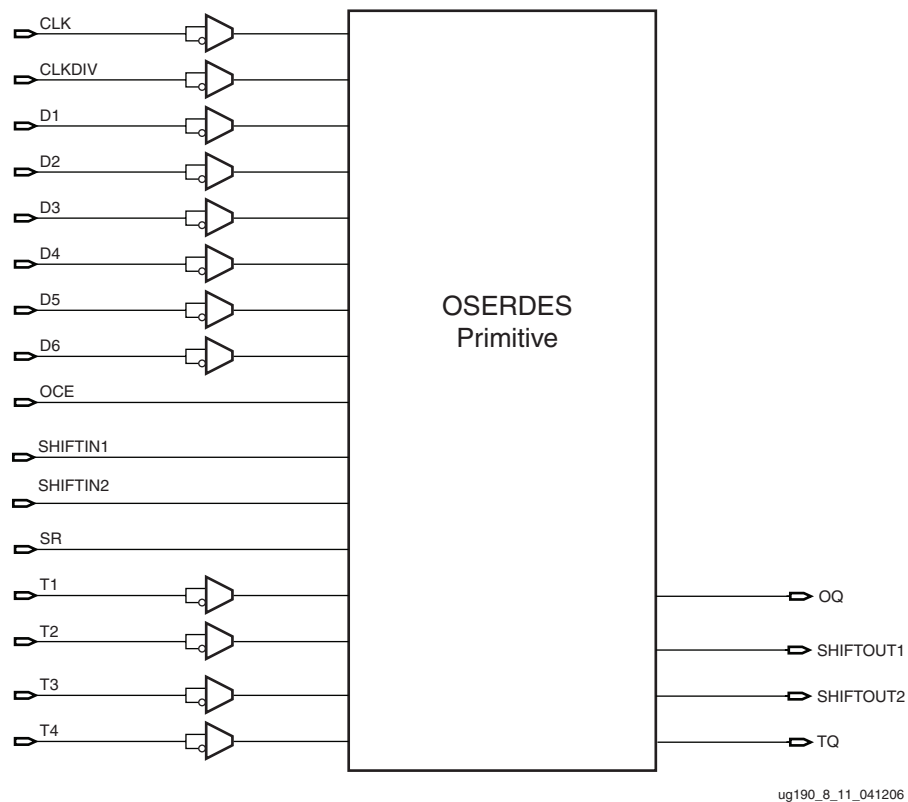 CLK
CLKDIV
D1
D2
D3
D4
D5
D6
OCE
SHIFTIN1
SHIFTIN2
SR
T1
T2
T3
T4
OSERDES
Primitive
OQ
SHIFTOUT1
SHIFTOUT2
TQ
ug190_8_11_041206